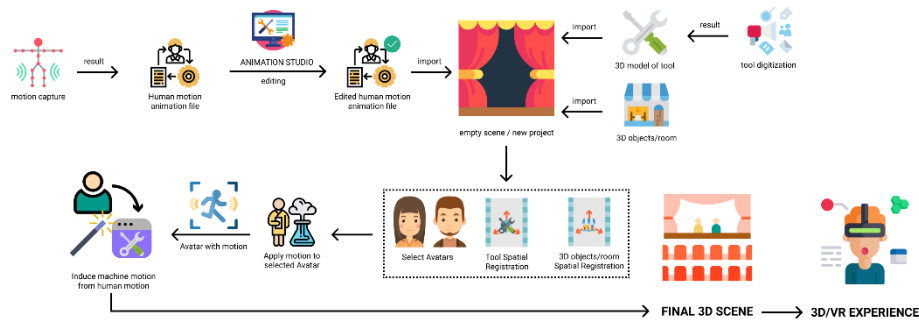 motion capture
result
Human motion
animation file
ANIMATION STUDIO
editing
Edited human motion
animation file
import
empty scene / new project
import
3D model of tool
result
tool digitization
import
3D objects/room
Select Avatars
Tool Spatial
Registration
3D objects/room
Spatial Registration
Apply motion to
selected Avatar
Avatar with motion
Induce machine motion
from human motion
FINAL 3D SCENE
3D/VR EXPERIENCE